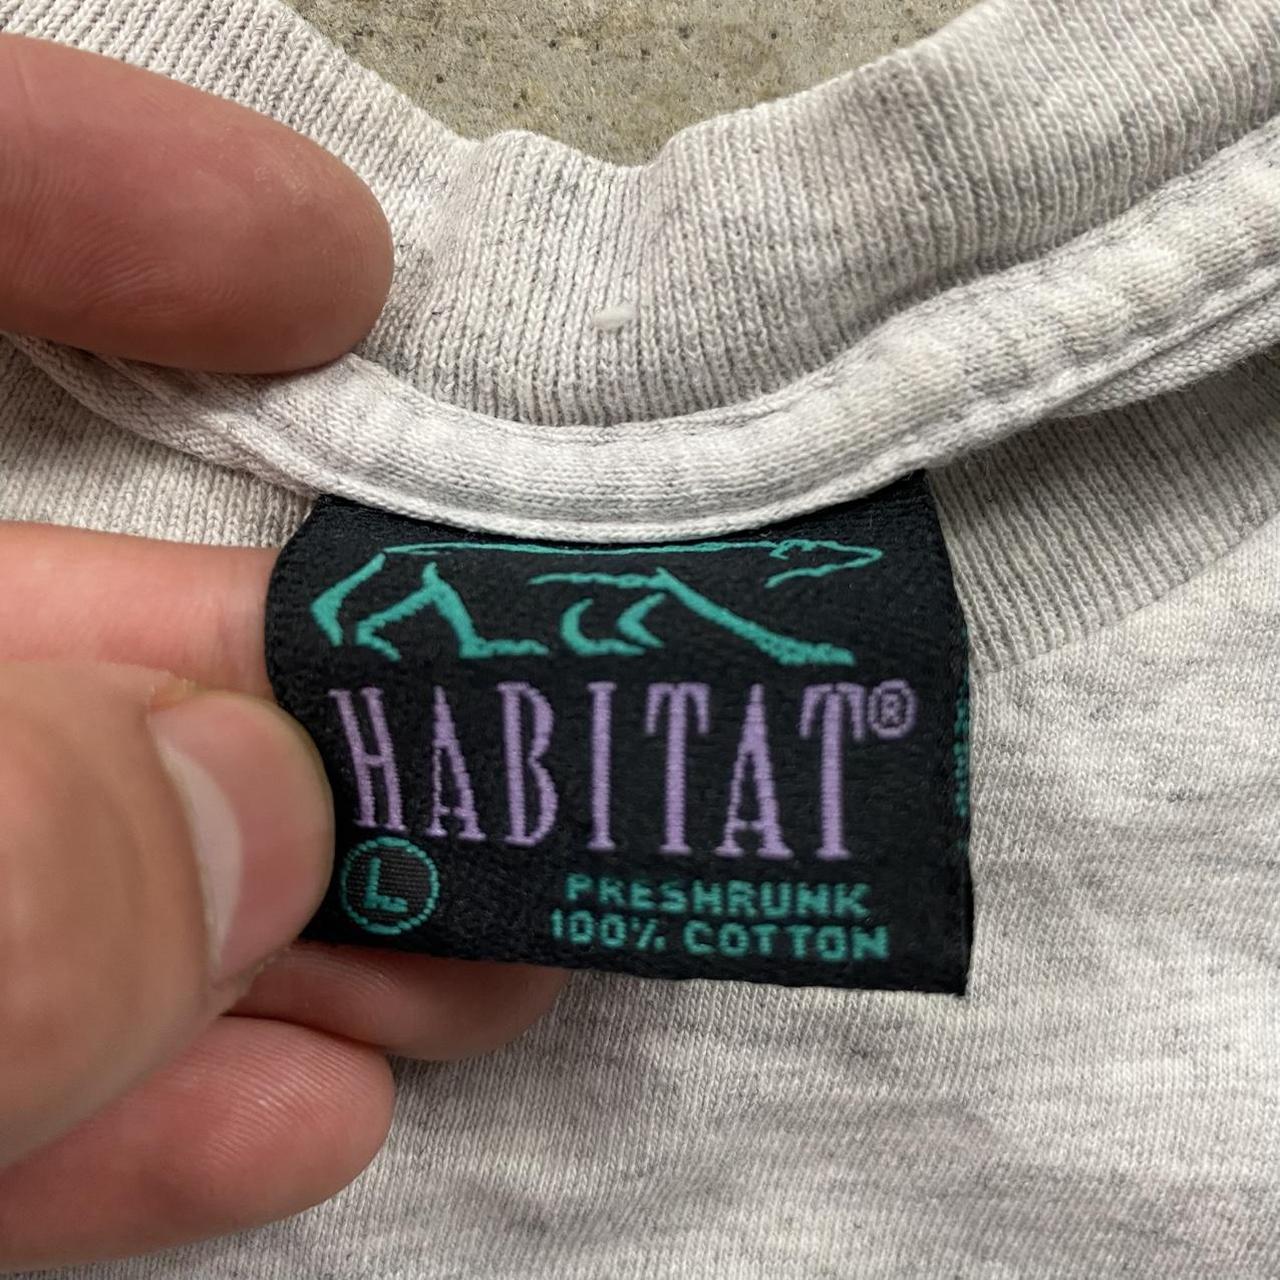 HABITAT®
L
PRESHRUNK
100% COTTON